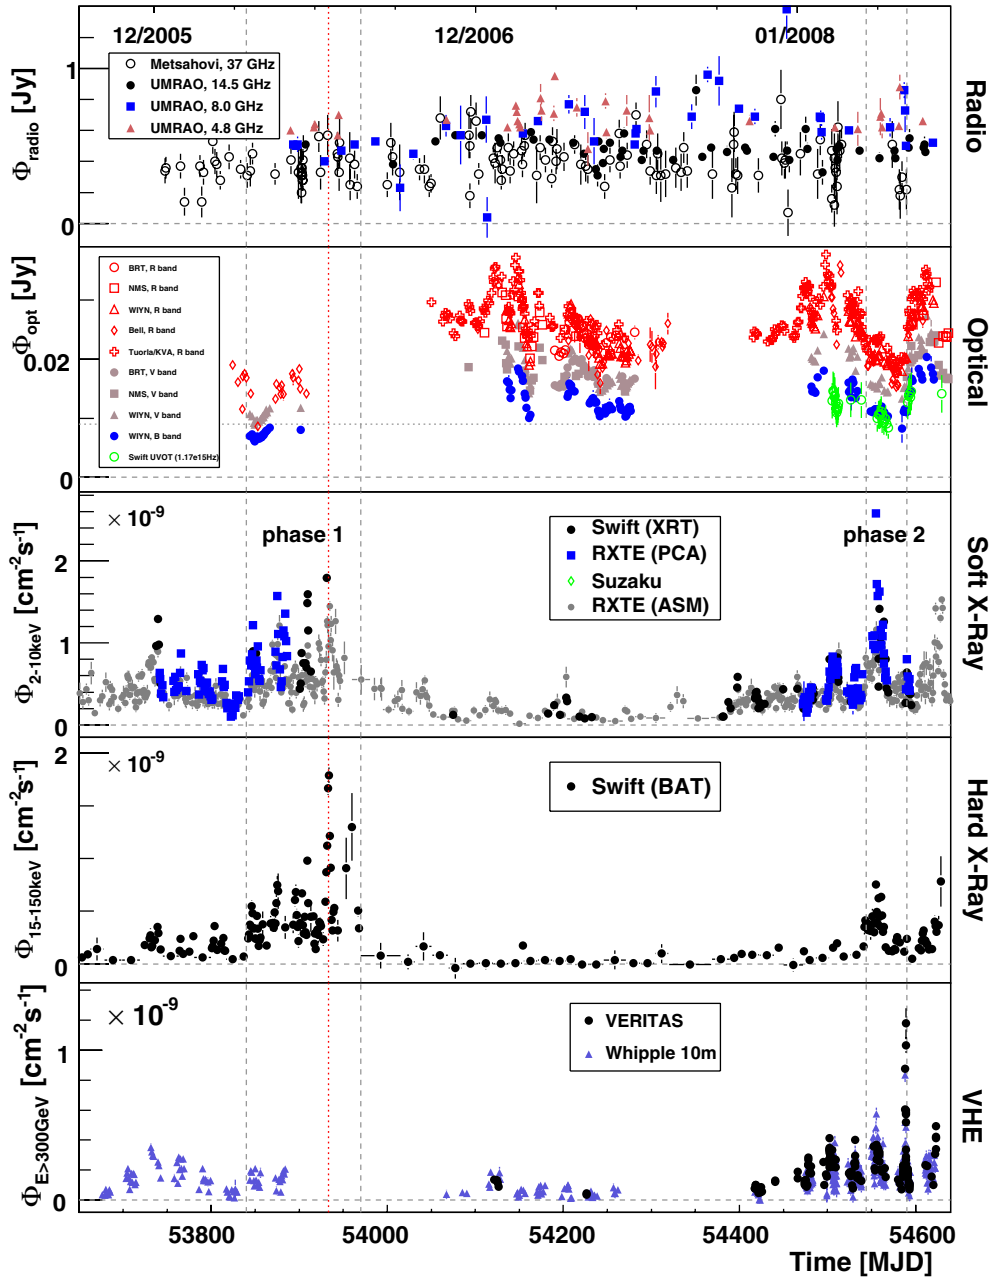 12/2005 12/2006 01/2008
Metsahovi, 37 GHz
UMRAO, 14.5 GHz
UMRAO, 8.0 GHz
UMRAO, 4.8 GHz
1
0
Φradio [Jy]
Radio
BRT, R band
NMS, R band
WIYN, R band
Bell, R band
Tuorla/KVA, R band
BRT, V band
NMS, V band
WIYN, V band
WIYN, B band
Swift UVOT (1.17e15Hz)
0.02
0
Φopt [Jy]
Optical
× 10-9
phase 1
phase 2
Swift (XRT)
RXTE (PCA)
Suzaku
RXTE (ASM)
2
1
0
Φ2-10keV [cm-2s-1]
Soft X-Ray
× 10-9
Swift (BAT)
2
1
0
Φ15-150keV [cm-2s-1]
Hard X-Ray
× 10-9
VERITAS
Whipple 10m
1
0
ΦE>300GeV [cm-2s-1]
VHE
53800 54000 54200 54400 54600
Time [MJD]